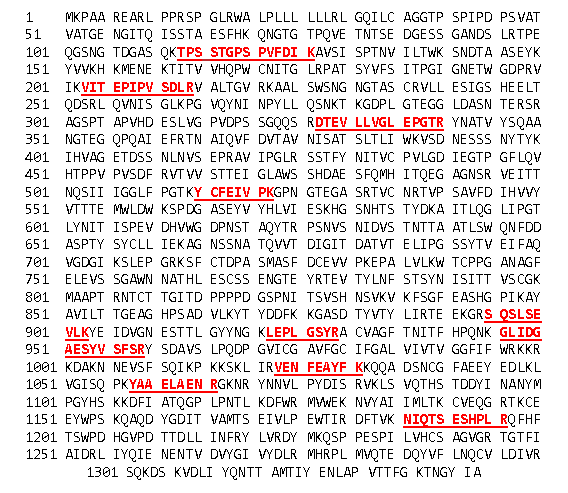 1 MKPAA REARL PPRSP GLRWA LPLLL LLLRL GQILC AGGTP SPIPD PSVAT
51 VATGE NGITQ ISSTA ESFHK QNGTG TPQVE TNTSE DGESS GANDS LRTPE
101 QGSNG TDGAS QKTPS STGPS PVFDI KAVSI SPTNV ILTWK SNDTA ASEYK
151 YVVKH KMENE KTITV VHQPW CNITG LRPAT SYVFS ITPGI GNETW GDPRV
201 IKVIT EPIPV SDLRV ALTGV RKAAL SWSNG NGTAS CRVLL ESIGS HEELT
251 QDSRL QVNIS GLKPG VQYNI NPYLL QSNKT KGDPL GTEGG LDASN TERSR
301 AGSPT APVHD ESLVG PVDPS SGQQS RDTEV LLVGL EPGTR YNATV YSQAA
351 NGTEG QPQAI EFRTN AIQVF DVTAV NISAT SLTLI WKVSD NESSS NYTYK
401 IHVAG ETDSS NLNVS EPRAV IPGLR SSTFY NITVC PVLGD IEGTP GFLQV
451 HTPPV PVSDF RVTVV STTEI GLAWS SHDAE SFQMH ITQEG AGNSR VEITT
501 NQSII IGGLF PGTKY CFEIV PKGPN GTEGA SRTVC NRTVP SAVFD IHVVY
551 VTTTE MWLDW KSPDG ASEYV YHLVI ESKHG SNHTS TYDKA ITLQG LIPGT
601 LYNIT ISPEV DHVWG DPNST AQYTR PSNVS NIDVS TNTTA ATLSW QNFDD
651 ASPTY SYCLL IEKAG NSSNA TQVVT DIGIT DATVT ELIPG SSYTV EIFAQ
701 VGDGI KSLEP GRKSF CTDPA SMASF DCEVV PKEPA LVLKW TCPPG ANAGF
751 ELEVS SGAWN NATHL ESCSS ENGTE YRTEV TYLNF STSYN ISITT VSCGK
801 MAAPT RNTCT TGITD PPPPD GSPNI TSVSH NSVKV KFSGF EASHG PIKAY
851 AVILT TGEAG HPSAD VLKYT YDDFK KGASD TYVTY LIRTE EKGRS QSLSE
901 VLKYE IDVGN ESTTL GYYNG KLEPL GSYRA CVAGF TNITF HPQNK GLIDG
951 AESYV SFSRY SDAVS LPQDP GVICG AVFGC IFGAL VIVTV GGFIF WRKKR
1001 KDAKN NEVSF SQIKP KKSKL IRVEN FEAYF KKQQA DSNCG FAEEY EDLKL
1051 VGISQ PKYAA ELAEN RGKNR YNNVL PYDIS RVKLS VQTHS TDDYI NANYM
1101 PGYHS KKDFI ATQGP LPNTL KDFWR MVWEK NVYAI IMLTK CVEQG RTKCE
1151 EYWPS KQAQD YGDIT VAMTS EIVLP EWTIR DFTVK NIQTS ESHPL RQFHF
1201 TSWPD HGVPD TTDLL INFRY LVRDY MKQSP PESPI LVHCS AGVGR TGTFI
1251 AIDRL IYQIE NENTV DVYGI VYDLR MHRPL MVQTE DQYVF LNQCV LDIVR
1301 SQKDS KVDLI YQNTT AMTIY ENLAP VTTFG KTNGY IA